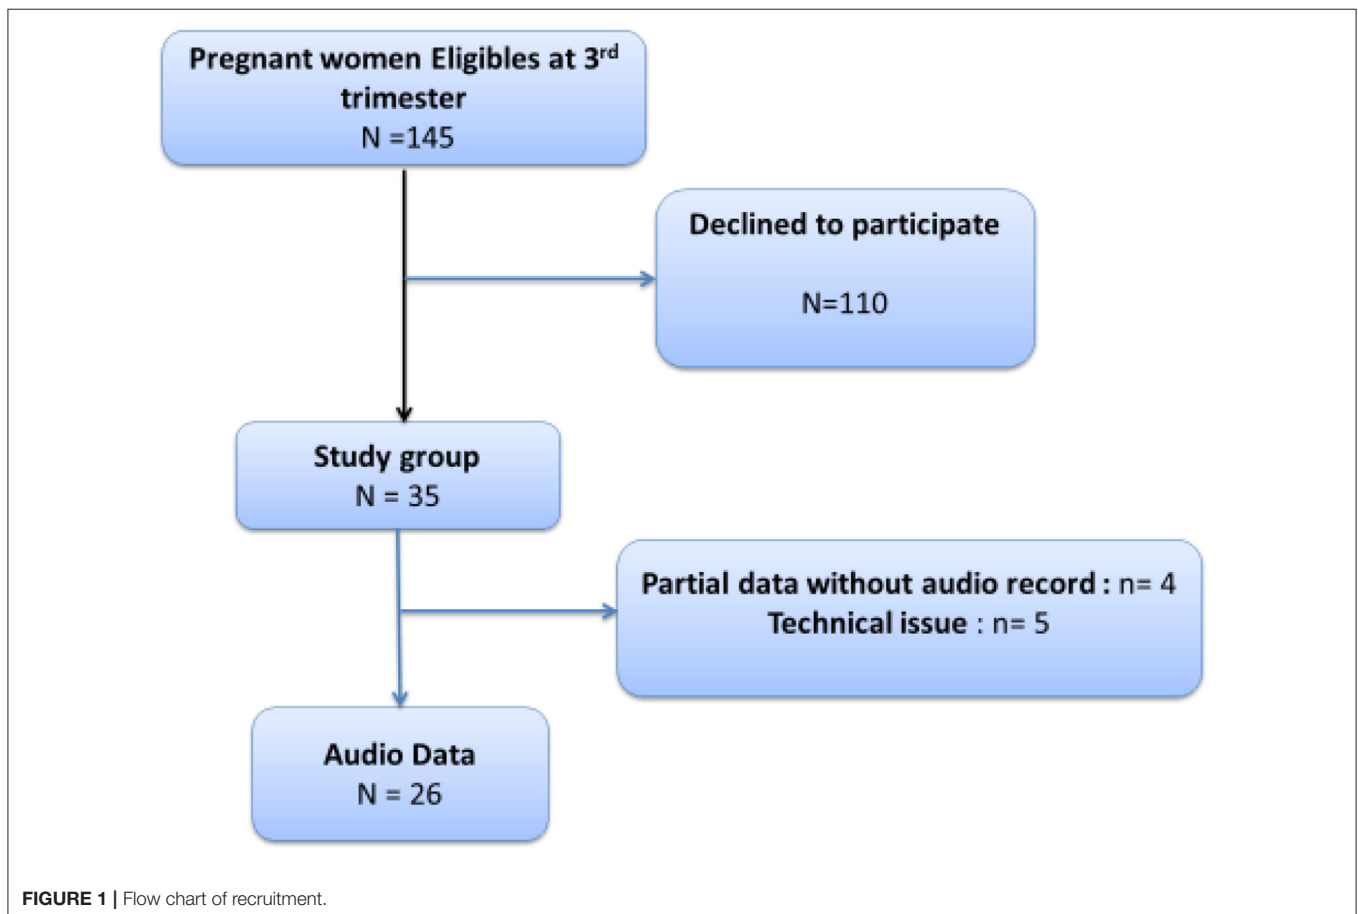 Pregnant women Eligibles at 3rd
trimester
N =145
Declined to participate
N=110
Study group
N = 35
Partial data without audio record : n= 4
Technical issue : n= 5
Audio Data
N = 26
FIGURE 1 | Flow chart of recruitment.